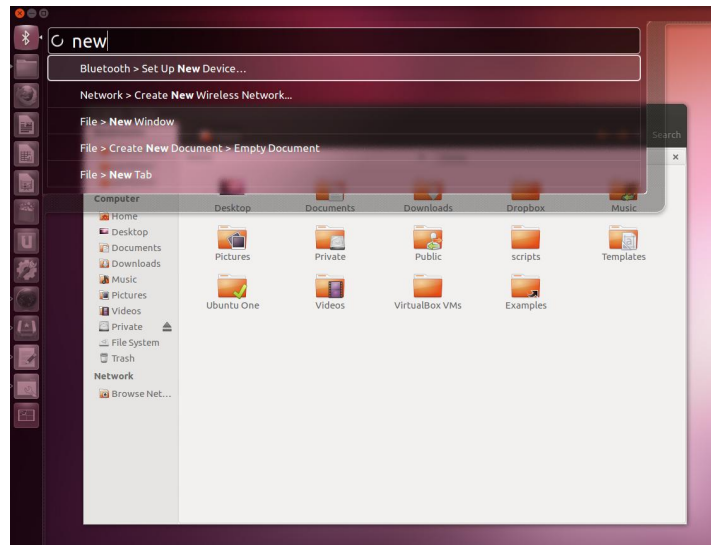 new
Bluetooth > Set Up New Device...
Network > Create New Wireless Network...
File > New Window
File > Create New Document > Empty Document
File > New Tab
Search
Computer
Home
Desktop
Documents
Downloads
Music
Pictures
Videos
Private
File System
Trash
Network
Browse Net...
Desktop Documents Downloads Dropbox Music
Pictures Private Public scripts Templates
Ubuntu One Videos VirtualBox VMs Examples